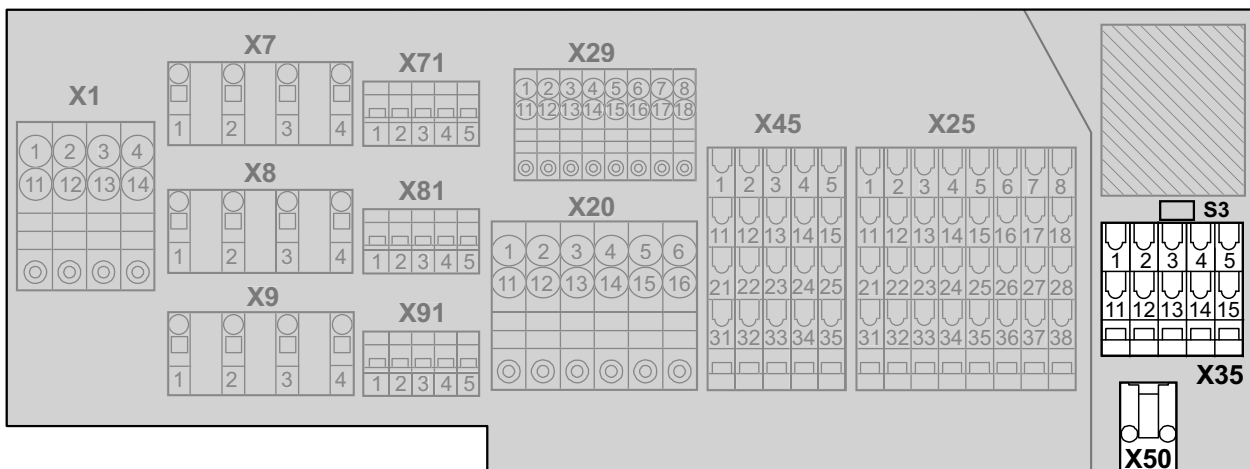 X1
1 2 3 4
11 12 13 14
X7
1 2 3 4
X8
1 2 3 4
X9
1 2 3 4
X71
1 2 3 4 5
X81
1 2 3 4 5
X91
1 2 3 4 5
X29
1 2 3 4 5 6 7 8
11 12 13 14 15 16 17 18
X20
1 2 3 4 5 6
11 12 13 14 15 16
X45
1 2 3 4 5
11 12 13 14 15
21 22 23 24 25
31 32 33 34 35
X25
1 2 3 4 5 6 7 8
11 12 13 14 15 16 17 18
21 22 23 24 25 26 27 28
31 32 33 34 35 36 37 38
S3
1 2 3 4 5
11 12 13 14 15
X35
X50